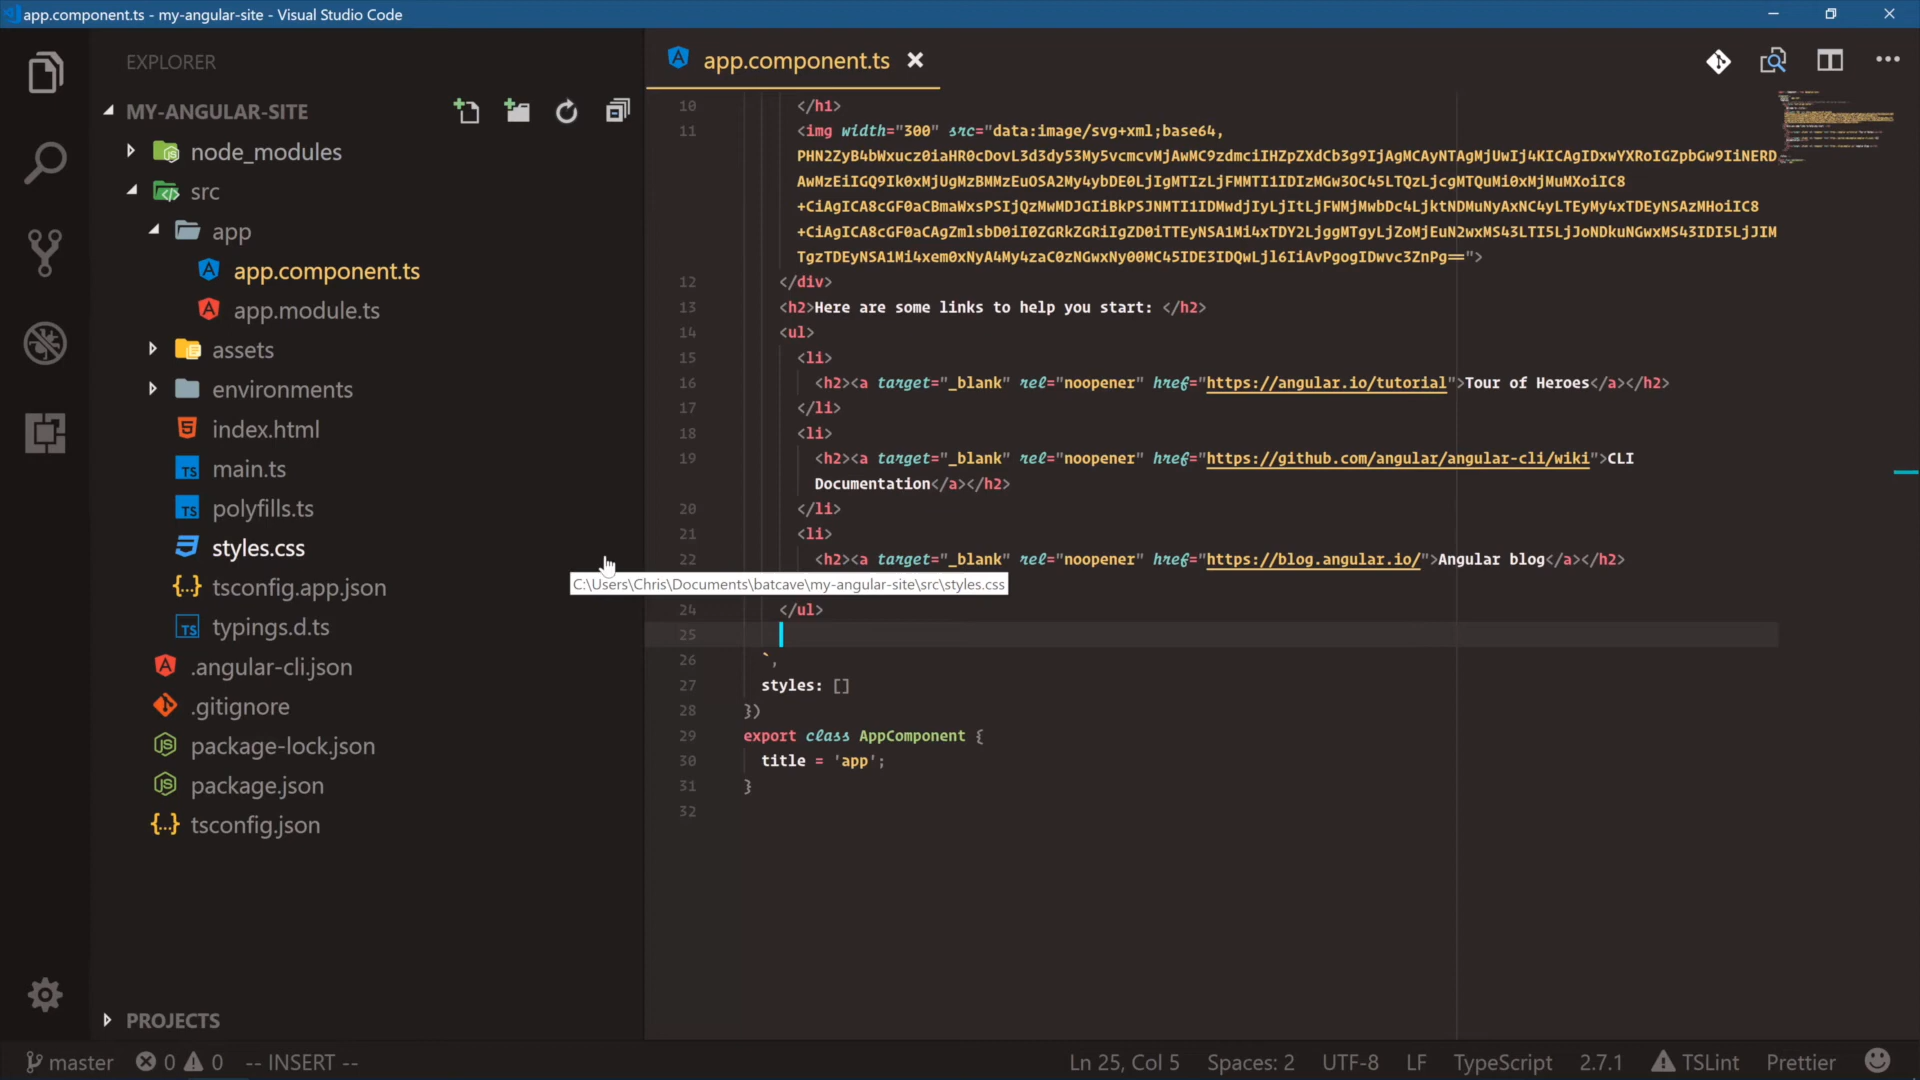 app.component.ts - my-angular-site - Visual Studio Code
EXPLORER
MY-ANGULAR-SITE
node_modules
src
app
app.component.ts
app.module.ts
assets
environments
index.html
main.ts
polyfills.ts
styles.css
tsconfig.app.json
typings.d.ts
.angular-cli.json
.gitignore
package-lock.json
package.json
tsconfig.json
PROJECTS
app.component.ts
10 </h1>
11 <img width="300" src="data:image/svg+xml;base64,
12 </div>
13 <h2>Here are some links to help you start: </h2>
14 <ul>
15 <li>
16 <h2><a target="_blank" rel="noopener" href="https://angular.io/tutorial">Tour of Heroes</a></h2>
17 </li>
18 <li>
19 <h2><a target="_blank" rel="noopener" href="https://github.com/angular/angular-cli/wiki">CLI
Documentation</a></h2>
20 </li>
21 <li>
22 <h2><a target="_blank" rel="noopener" href="https://blog.angular.io/">Angular blog</a></h2>
C:\Users\Chris\Documents\batcave\my-angular-site\src\styles.css
24 </ul>
25
26 `,
27 styles: []
28 })
29 export class AppComponent {
30 title = 'app';
31 }
32
master 0 0 -- INSERT --
Ln 25, Col 5 Spaces: 2 UTF-8 LF TypeScript 2.7.1 TSLint Prettier